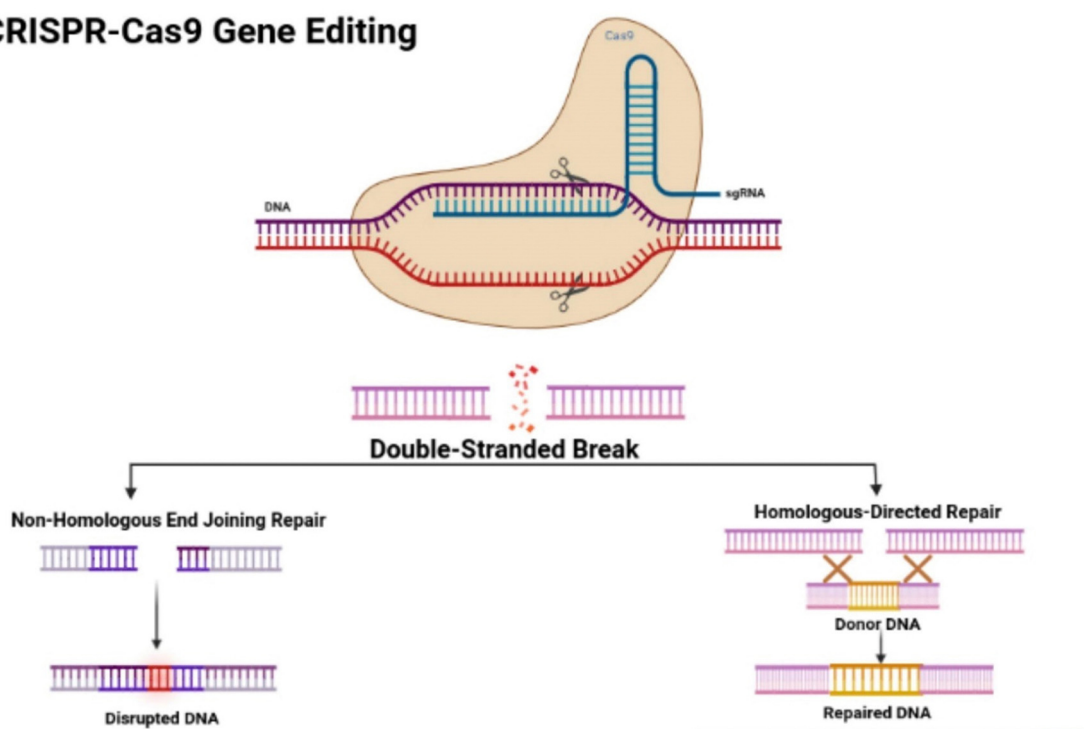 CRISPR-Cas9 Gene Editing
Cas9
sgRNA
DNA
Double-Stranded Break
Non-Homologous End Joining Repair
Homologous-Directed Repair
Donor DNA
Disrupted DNA
Repaired DNA